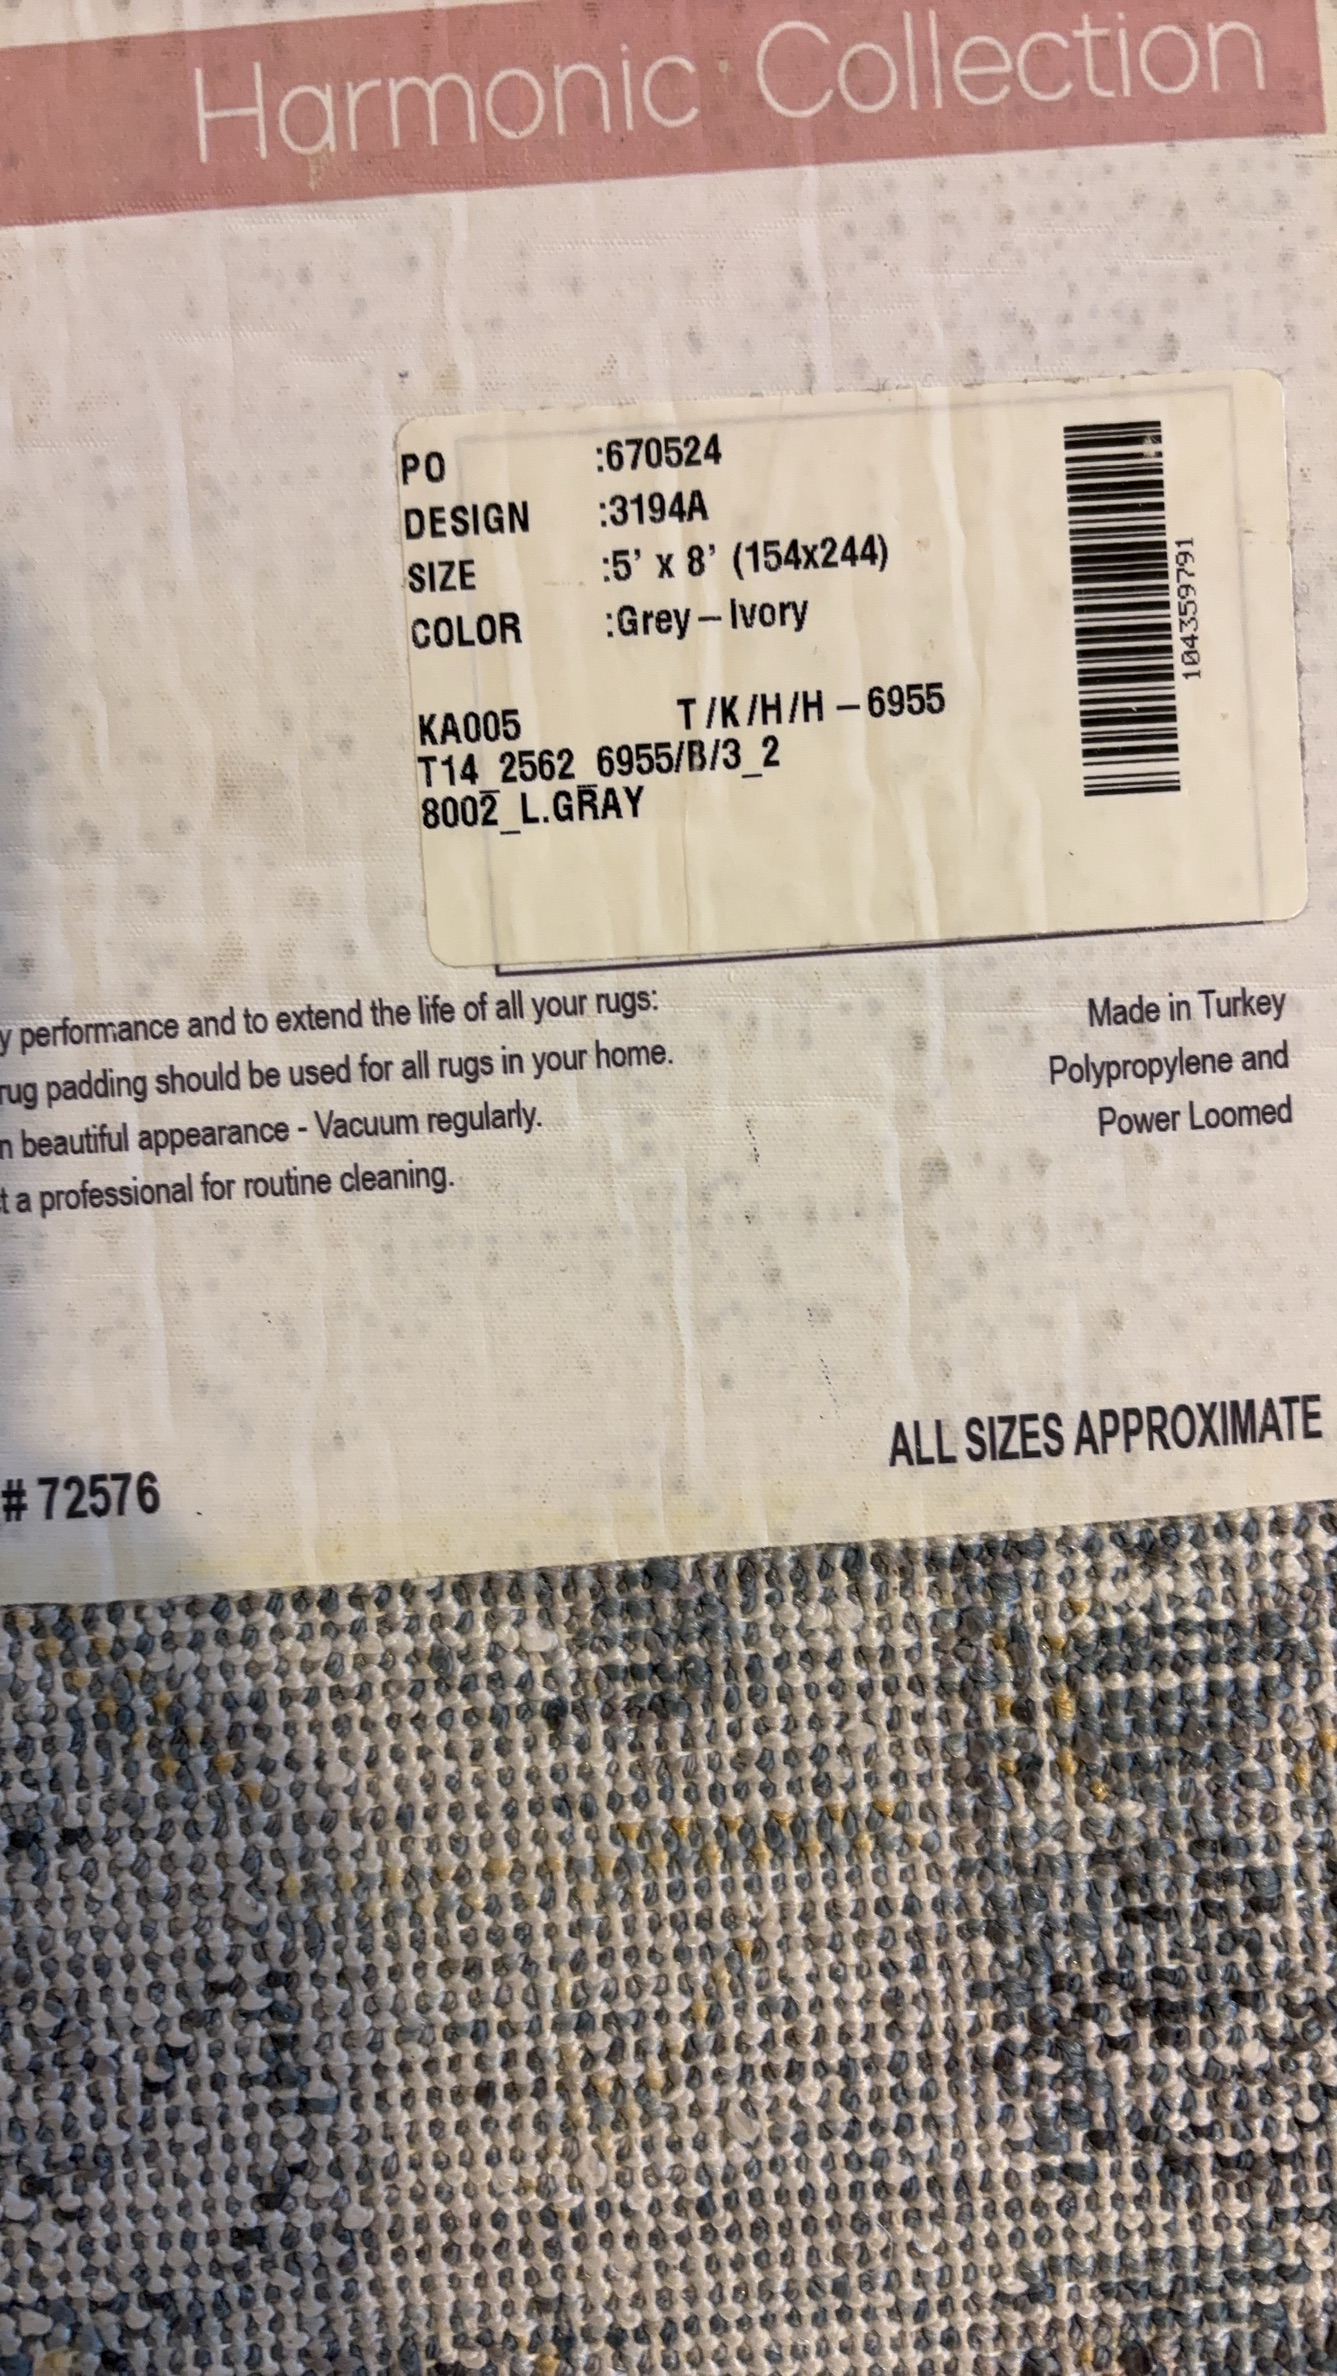 Harmonic Collection
PO :670524
DESIGN :3194A
SIZE :5' x 8' (154x244)
COLOR :Grey-Ivory
KA005 T/K/H/H-6955
T14_2562_6955/B/3_2
8002_L.GRAY
104359791
y performance and to extend the life of all your rugs:
rug padding should be used for all rugs in your home.
n beautiful appearance - Vacuum regularly.
t a professional for routine cleaning.
Made in Turkey
Polypropylene and
Power Loomed
ALL SIZES APPROXIMATE
# 72576